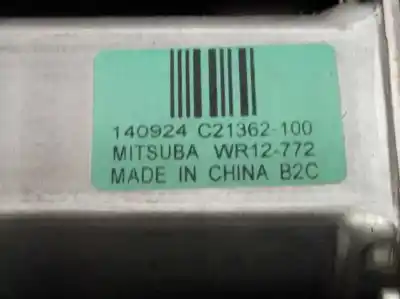 140924 C21362-100
MITSUBA WR12-772
MADE IN CHINA B2C